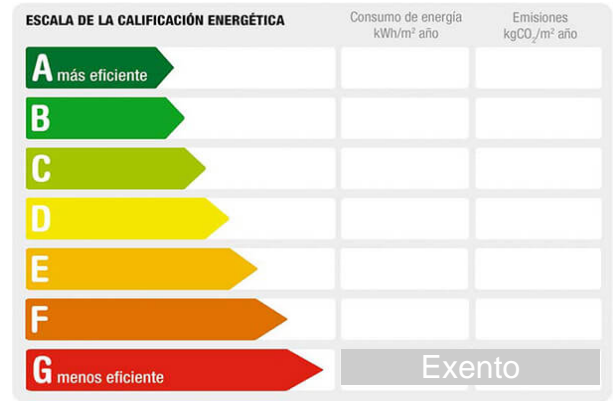 ESCALA DE LA CALIFICACIÓN ENERGÉTICA
Consumo de energía
kWh/m² año
Emisiones
kgCO₂/m² año
A más eficiente
B
C
D
E
F
G menos eficiente
Exento